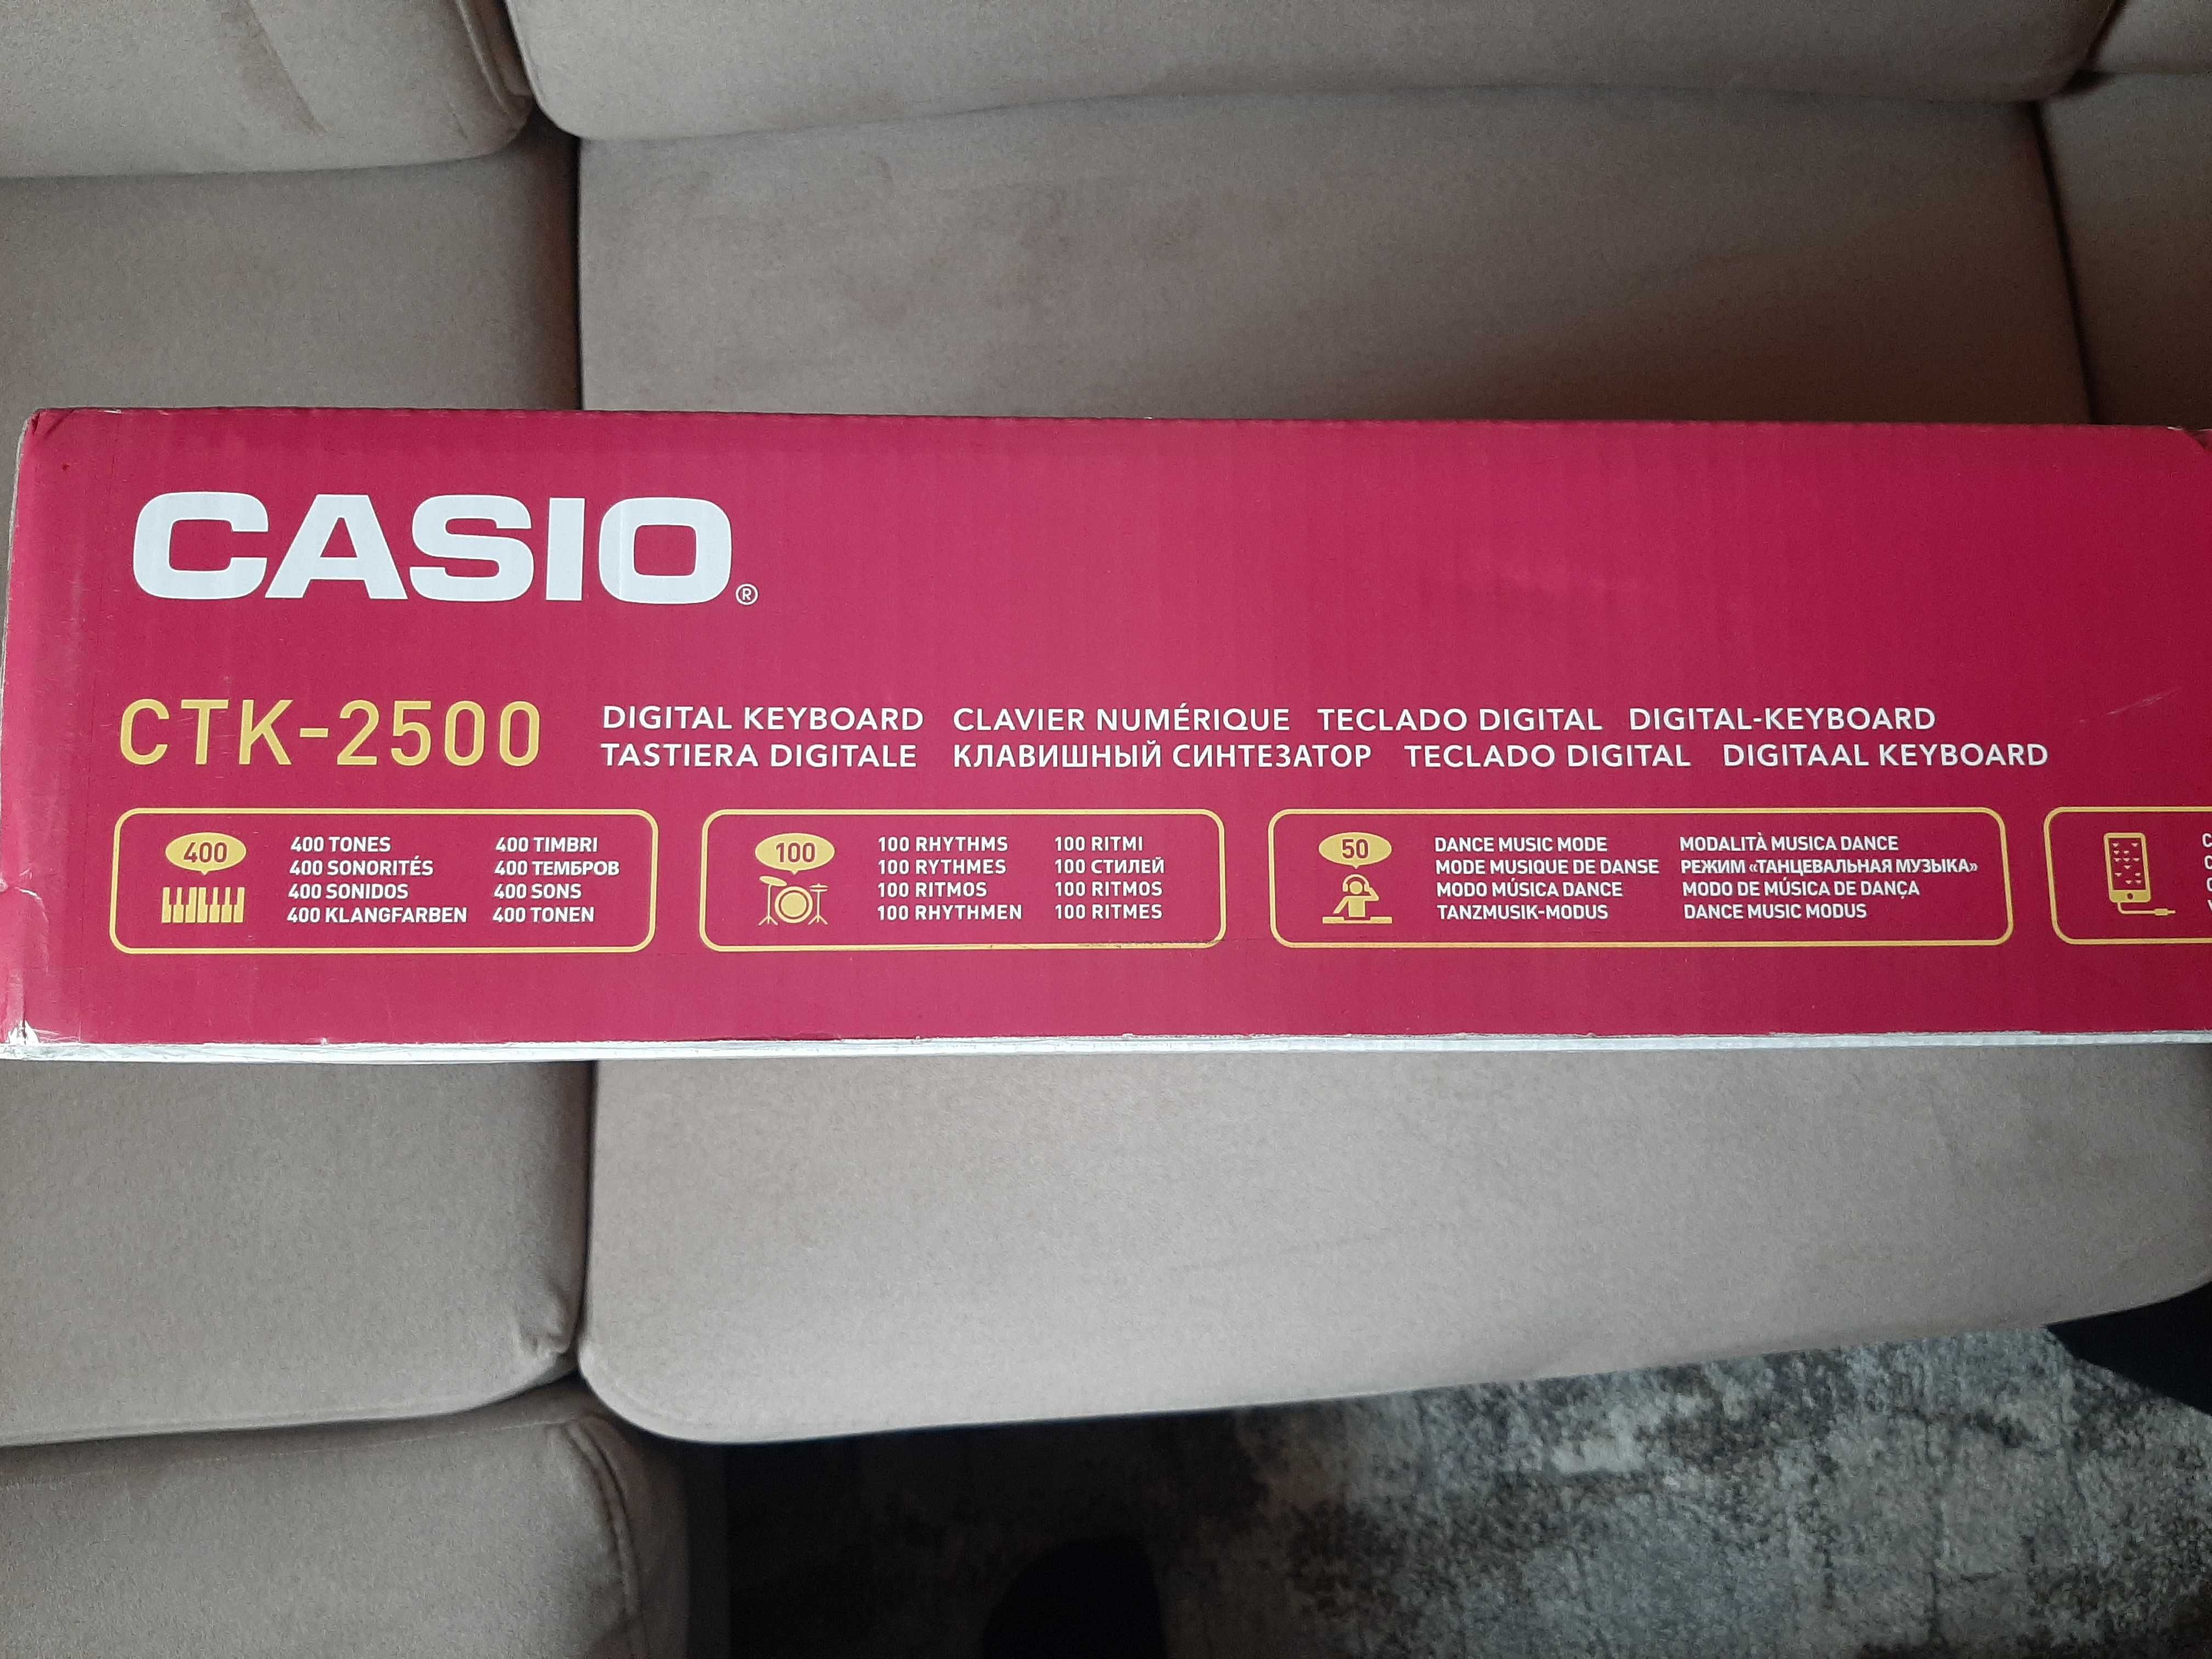 CASIO®
CTK-2500
DIGITAL KEYBOARD CLAVIER NUMÉRIQUE TECLADO DIGITAL DIGITAL-KEYBOARD
TASTIERA DIGITALE КЛАВИШНЫЙ СИНТЕЗАТОР TECLADO DIGITAL DIGITAAL KEYBOARD
400
400 TONES 400 TIMBRI
400 SONORITÉS 400 ТЕМБРОВ
400 SONIDOS 400 SONS
400 KLANGFARBEN 400 TONEN
100
100 RHYTHMS 100 RITMI
100 RYTHMES 100 СТИЛЕЙ
100 RITMOS 100 RITMOS
100 RHYTHMEN 100 RITMES
50
DANCE MUSIC MODE MODALITÀ MUSICA DANCE
MODE MUSIQUE DE DANSE РЕЖИМ «ТАНЦЕВАЛЬНАЯ МУЗЫКА»
MODO MÚSICA DANCE MODO DE MÚSICA DE DANÇA
TANZMUSIK-MODUS DANCE MUSIC MODUS